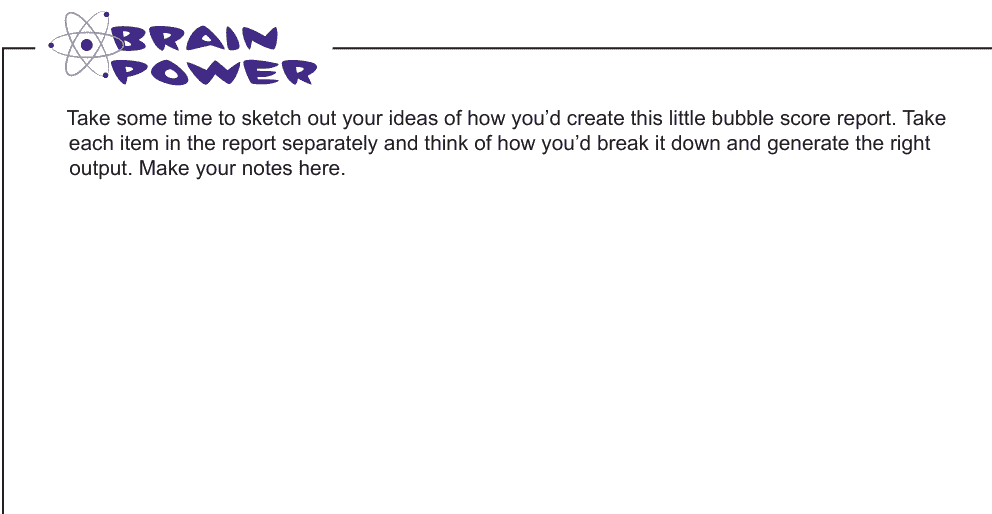 BRAIN
POWER
Take some time to sketch out your ideas of how you’d create this little bubble score report. Take
each item in the report separately and think of how you’d break it down and generate the right
output. Make your notes here.